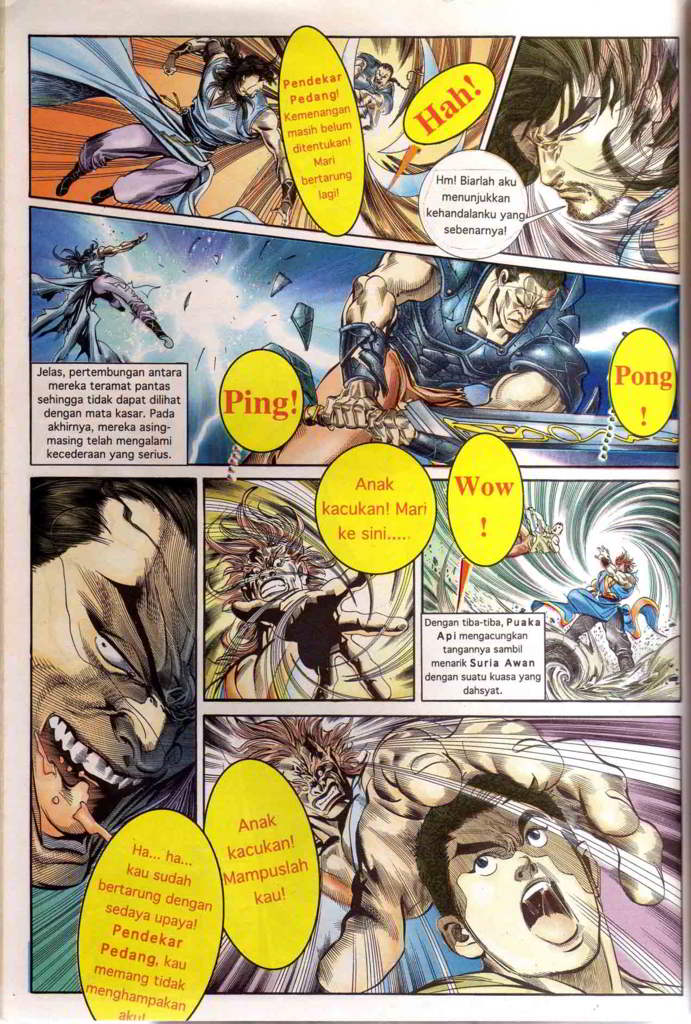 Pendekar
Pedang!
Kemenangan
masih belum
ditentukan!
Mari
bertarung
lagi!
Hah!
Hm! Biarlah aku
menunjukkan
kehandalanku yang
sebenarnya!
Jelas, pertembungan antara
mereka teramat pantas
sehingga tidak dapat dilihat
dengan mata kasar. Pada
akhirnya, mereka asing-
masing telah mengalami
kecederaan yang serius.
Ping!
Pong
!
Anak
kacukan! Mari
ke sini....
Wow
!
Dengan tiba-tiba, Puaka
Api mengacungkan
tangannya sambil
menarik Suria Awan
dengan suatu kuasa yang
dahsyat.
Ha... ha...
kau sudah
bertarung dengan
sedaya upaya!
Pendekar
Pedang, kau
memang tidak
menghampakan
aku!
Anak
kacukan!
Mampuslah
kau!